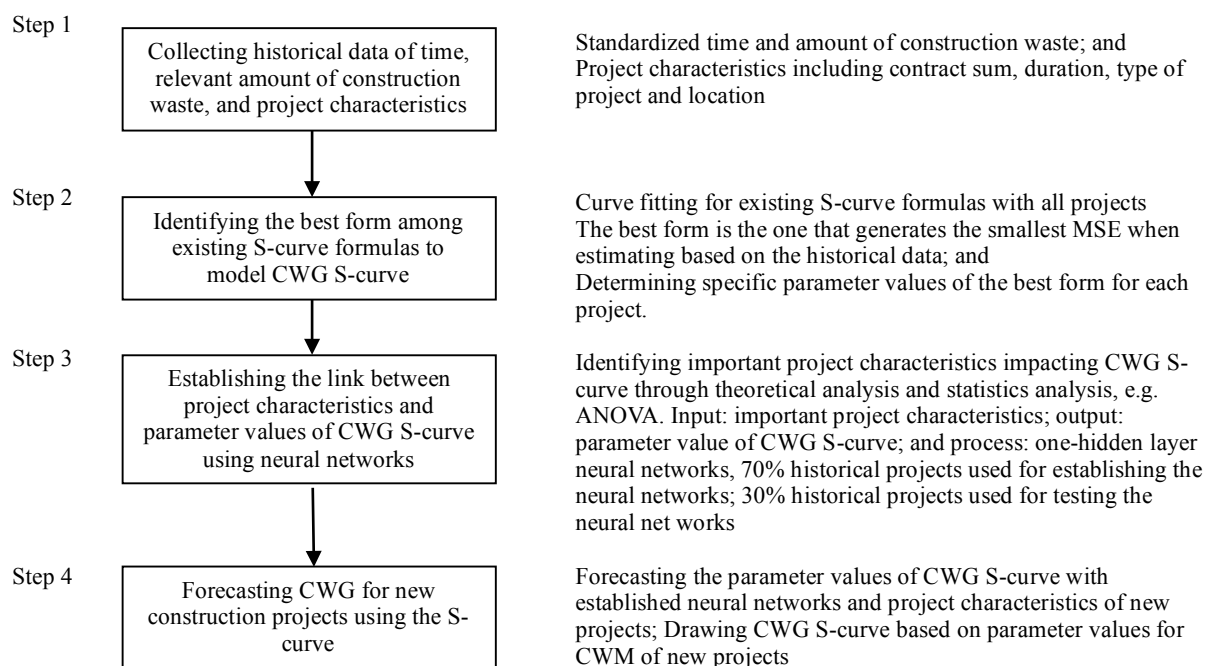 Step 1
Collecting historical data of time,
relevant amount of construction
waste, and project characteristics
Standardized time and amount of construction waste; and
Project characteristics including contract sum, duration, type of
project and location
Step 2
Identifying the best form among
existing S-curve formulas to
model CWG S-curve
Curve fitting for existing S-curve formulas with all projects
The best form is the one that generates the smallest MSE when
estimating based on the historical data; and
Determining specific parameter values of the best form for each
project.
Step 3
Establishing the link between
project characteristics and
parameter values of CWG S-curve
using neural networks
Identifying important project characteristics impacting CWG S-
curve through theoretical analysis and statistics analysis, e.g.
ANOVA. Input: important project characteristics; output:
parameter value of CWG S-curve; and process: one-hidden layer
neural networks, 70% historical projects used for establishing the
neural networks; 30% historical projects used for testing the
neural net works
Step 4
Forecasting CWG for new
construction projects using the S-
curve
Forecasting the parameter values of CWG S-curve with
established neural networks and project characteristics of new
projects; Drawing CWG S-curve based on parameter values for
CWM of new projects